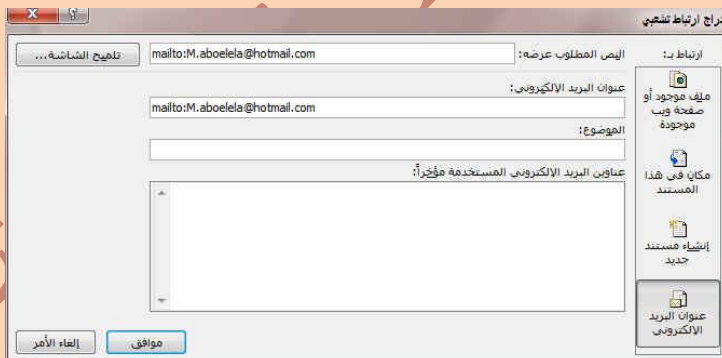 راج ارتباط تشعبي
ارتباط بـ:
النص المطلوب عرضه:
mailto:M.aboelela@hotmail.com
تلميح الشاشة...
ملف موجود أو
صفحة ويب
موجودة
مكان في هذا
المستند
إنشاء مستند
جديد
عنوان البريد
الإلكتروني
عنوان البريد الإلكتروني:
mailto:M.aboelela@hotmail.com
الموضوع:
عناوين البريد الإلكتروني المستخدمة مؤخراً:
موافق
إلغاء الأمر